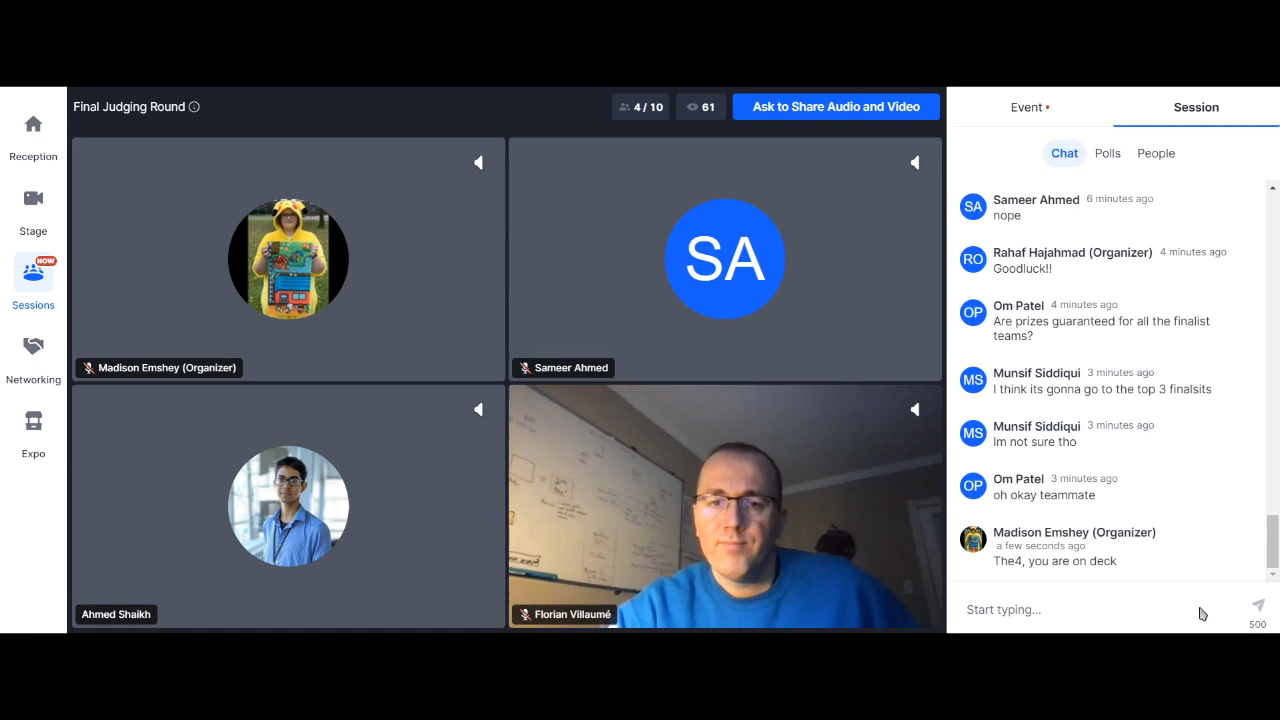 Final Judging Round
4 / 10
61
Ask to Share Audio and Video
Reception
Stage
NOW
Sessions
Networking
Expo
Madison Emshey (Organizer)
SA
Sameer Ahmed
Ahmed Shaikh
Florian Villaumé
Event
Session
Chat
Polls
People
SA
Sameer Ahmed 6 minutes ago
nope
RO
Rahaf Hajahmad (Organizer) 4 minutes ago
Goodluck!!
OP
Om Patel 4 minutes ago
Are prizes guaranteed for all the finalist
teams?
MS
Munsif Siddiqui 3 minutes ago
I think its gonna go to the top 3 finalsits
MS
Munsif Siddiqui 3 minutes ago
Im not sure tho
OP
Om Patel 3 minutes ago
oh okay teammate
Madison Emshey (Organizer)
a few seconds ago
The4, you are on deck
Start typing...
500